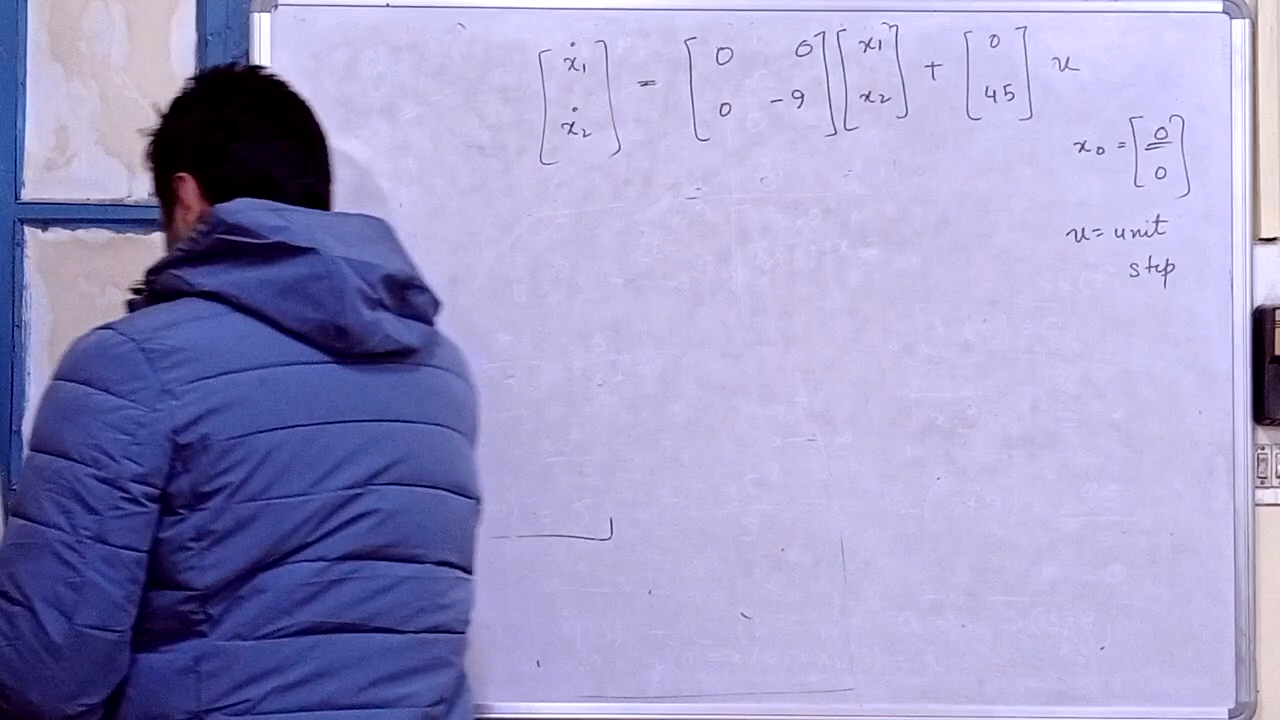 [ẋ₁ ẋ₂] = [0 0; 0 -9] [x₁ x₂] + [0 45] u
x₀ = [0 0]
u = unit
step